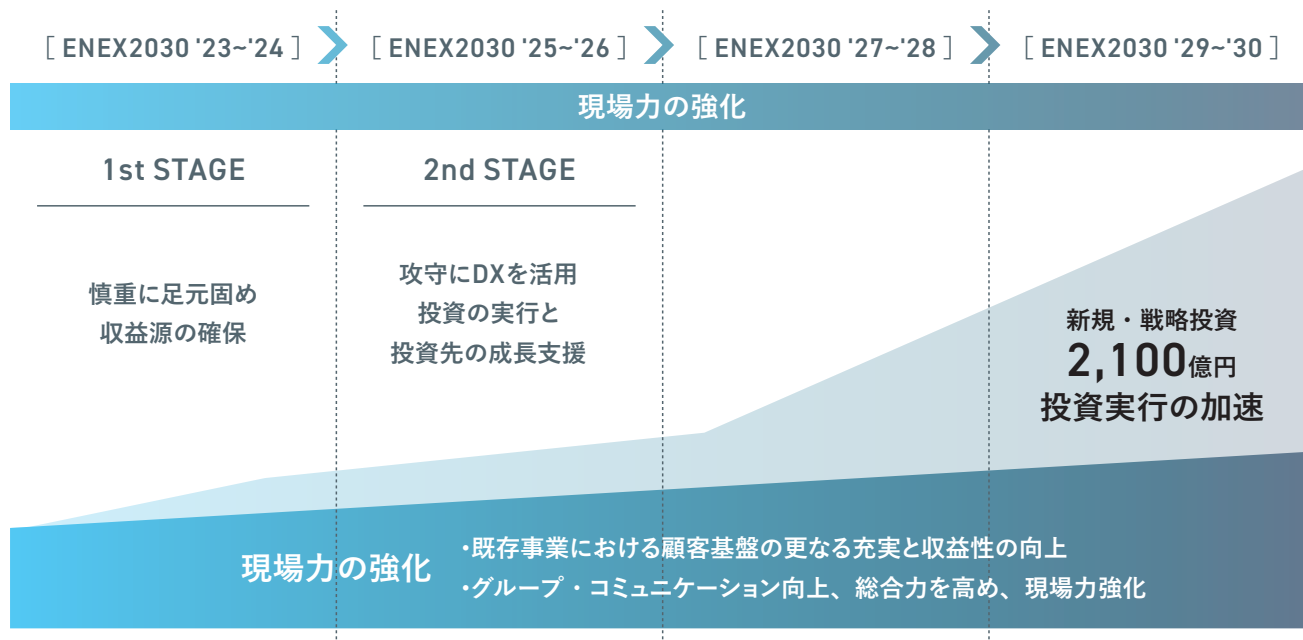 [ ENEX2030 '23~'24 ]
[ ENEX2030 '25~'26 ]
[ ENEX2030 '27~'28 ]
[ ENEX2030 '29~'30 ]
現場力の強化
1st STAGE
慎重に足元固め
収益源の確保
2nd STAGE
攻守にDXを活用
投資の実行と
投資先の成長支援
新規・戦略投資
2,100億円
投資実行の加速
現場力の強化
・既存事業における顧客基盤の更なる充実と収益性の向上
・グループ・コミュニケーション向上、総合力を高め、現場力強化